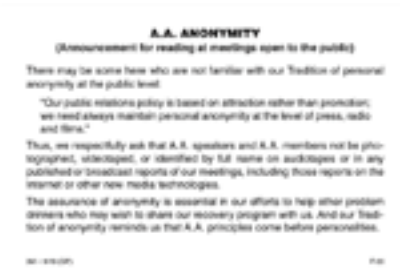 A.A. ANONYMITY
(Announcement for reading at meetings open to the public)
There may be some here who are not familiar with our Tradition of personal
anonymity at the public level:
"Our public relations policy is based on attraction rather than promotion;
we need always maintain personal anonymity at the level of press, radio
and films."
Thus, we respectfully ask that A.A. speakers and A.A. members not be pho-
tographed, videotaped, or identified by full name on audiotapes or in any
published or broadcast reports of our meetings, including those reports on the
Internet or other new media technologies.
The assurance of anonymity is essential in our efforts to help other problem
drinkers who may wish to share our recovery program with us. And our Tradi-
tion of anonymity reminds us that A.A. principles come before personalities.